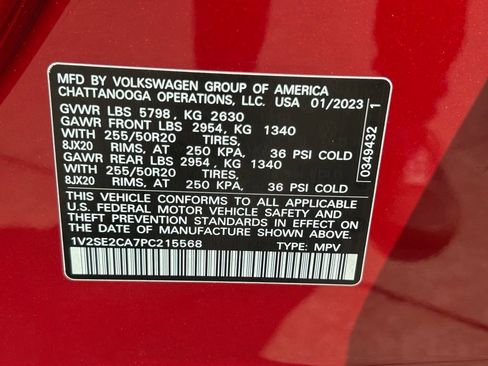 MFD BY VOLKSWAGEN GROUP OF AMERICA
CHATTANOOGA OPERATIONS, LLC. USA 01/2023
GVWR LBS 5798, KG 2630
GAWR FRONT LBS 2954, KG 1340
WITH 255/50R20 TIRES,
8JX20 RIMS, AT 250 KPA, 36 PSI COLD
GAWR REAR LBS 2954, KG 1340
WITH 255/50R20 TIRES,
8JX20 RIMS, AT 250 KPA, 36 PSI COLD
THIS VEHICLE CONFORMS TO ALL APPLICABLE
U.S. FEDERAL MOTOR VEHICLE SAFETY AND
THEFT PREVENTION STANDARDS IN EFFECT ON
THE DATE OF MANUFACTURE SHOWN ABOVE.
1V2SE2CA7PC215568 TYPE: MPV
0349432 1